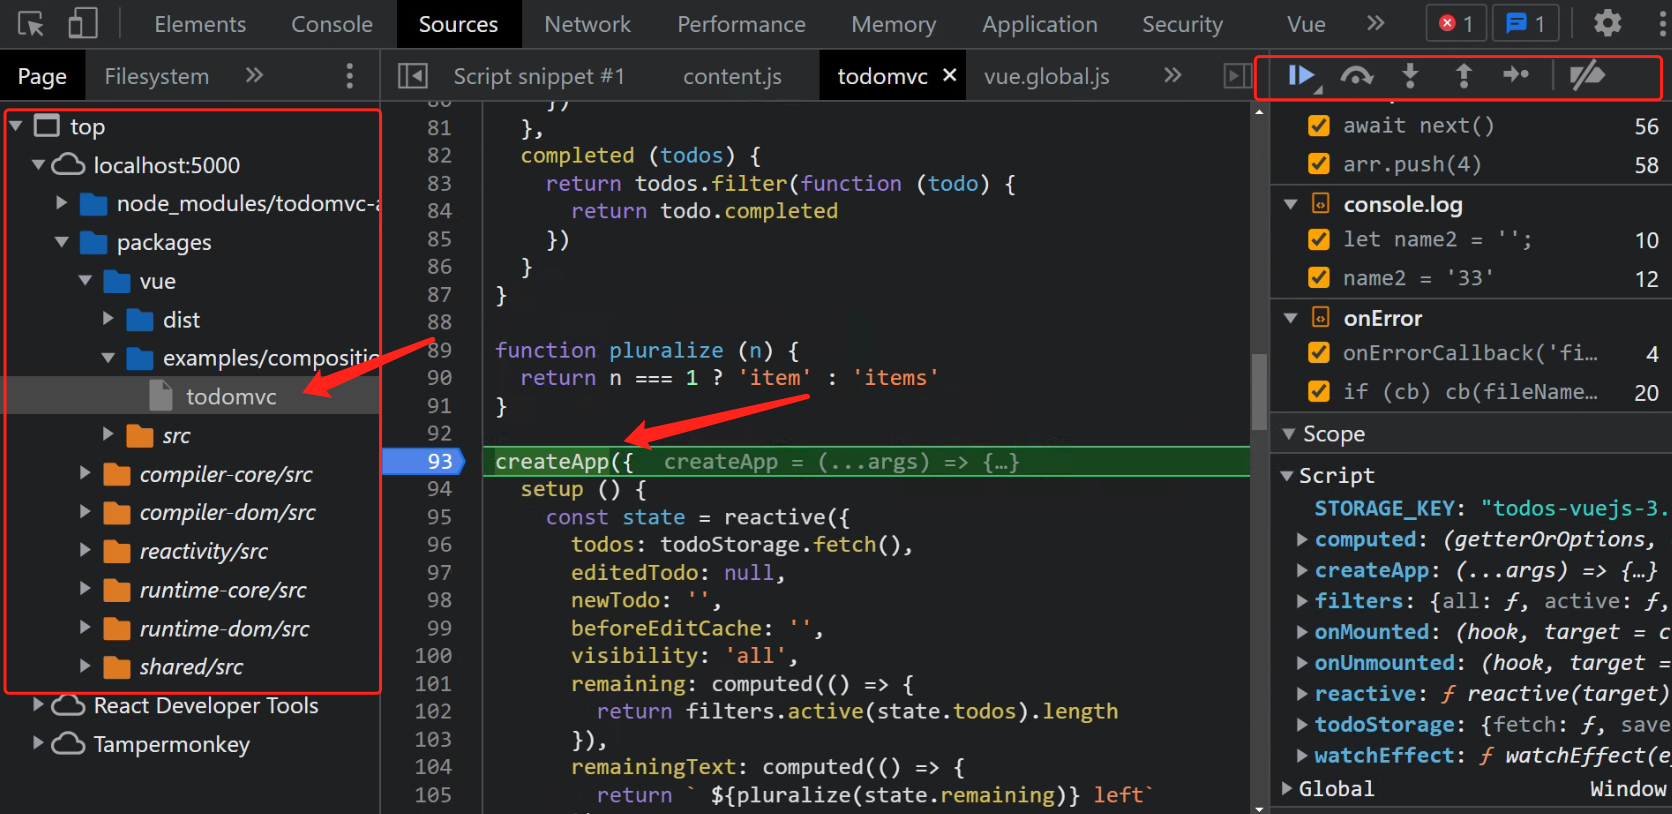 Elements Console Sources Network Performance Memory Application Security Vue » 1 1
Page Filesystem »
Script snippet #1 content.js todomvc × vue.global.js »
top
localhost:5000
node_modules/todomvc-a
packages
vue
dist
examples/compositio
todomvc
src
compiler-core/src
compiler-dom/src
reactivity/src
runtime-core/src
runtime-dom/src
shared/src
React Developer Tools
Tampermonkey
80 })
81 },
82 completed (todos) {
83 return todos.filter(function (todo) {
84 return todo.completed
85 })
86 }
87 }
88
89 function pluralize (n) {
90 return n === 1 ? 'item' : 'items'
91 }
92
93 createApp({ createApp = (...args) => {…}
94 setup () {
95 const state = reactive({
96 todos: todoStorage.fetch(),
97 editedTodo: null,
98 newTodo: '',
99 beforeEditCache: '',
100 visibility: 'all',
101 remaining: computed(() => {
102 return filters.active(state.todos).length
103 }),
104 remainingText: computed(() => {
105 return ` ${pluralize(state.remaining)} left`
await next() 56
arr.push(4) 58
console.log
let name2 = ''; 10
name2 = '33' 12
onError
onErrorCallback('fi… 4
if (cb) cb(fileName… 20
Scope
Script
STORAGE_KEY: "todos-vuejs-3.
computed: (getterOrOptions,
createApp: (...args) => {…}
filters: {all: ƒ, active: ƒ,
onMounted: (hook, target = c
onUnmounted: (hook, target =
reactive: ƒ reactive(target)
todoStorage: {fetch: ƒ, save
watchEffect: ƒ watchEffect(e
Global Window